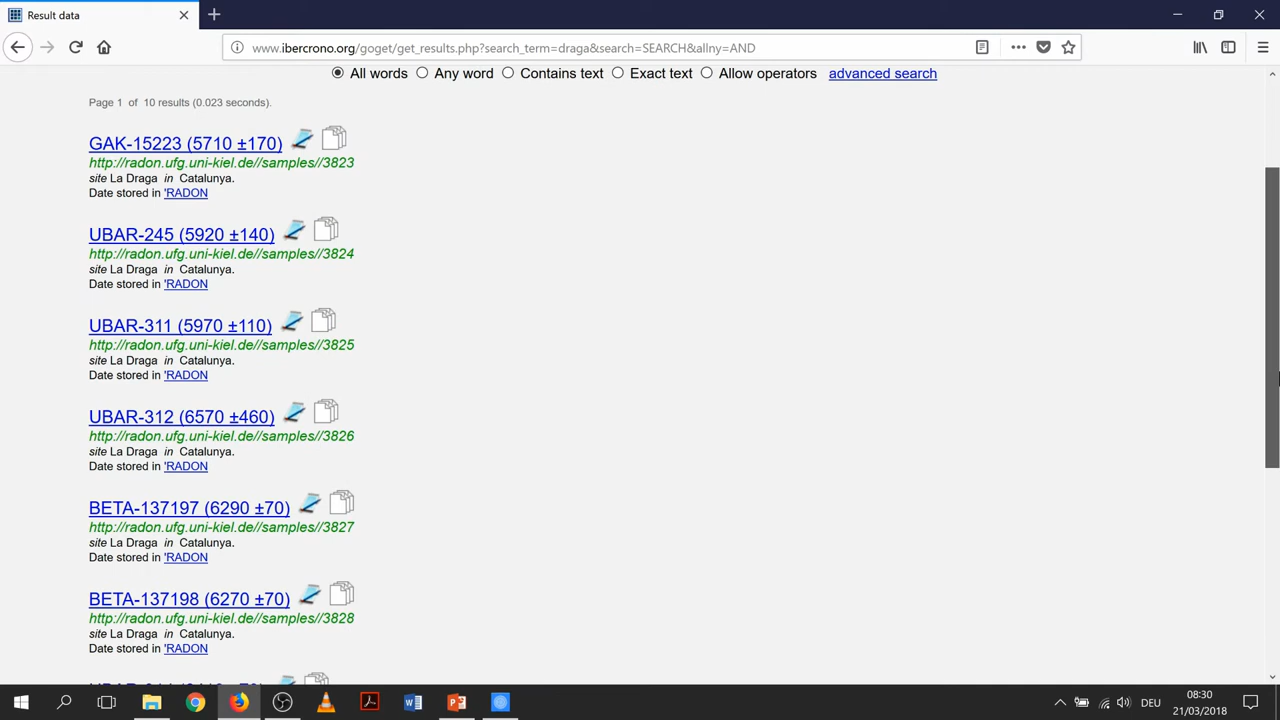 Result data
www.ibercrono.org/goget/get_results.php?search_term=draga&search=SEARCH&allny=AND
All words Any word Contains text Exact text Allow operators advanced search
Page 1 of 10 results (0.023 seconds).
GAK-15223 (5710 ±170)
http://radon.ufg.uni-kiel.de//samples//3823
site La Draga in Catalunya.
Date stored in 'RADON
UBAR-245 (5920 ±140)
http://radon.ufg.uni-kiel.de//samples//3824
site La Draga in Catalunya.
Date stored in 'RADON
UBAR-311 (5970 ±110)
http://radon.ufg.uni-kiel.de//samples//3825
site La Draga in Catalunya.
Date stored in 'RADON
UBAR-312 (6570 ±460)
http://radon.ufg.uni-kiel.de//samples//3826
site La Draga in Catalunya.
Date stored in 'RADON
BETA-137197 (6290 ±70)
http://radon.ufg.uni-kiel.de//samples//3827
site La Draga in Catalunya.
Date stored in 'RADON
BETA-137198 (6270 ±70)
http://radon.ufg.uni-kiel.de//samples//3828
site La Draga in Catalunya.
Date stored in 'RADON
DEU
08:30
21/03/2018